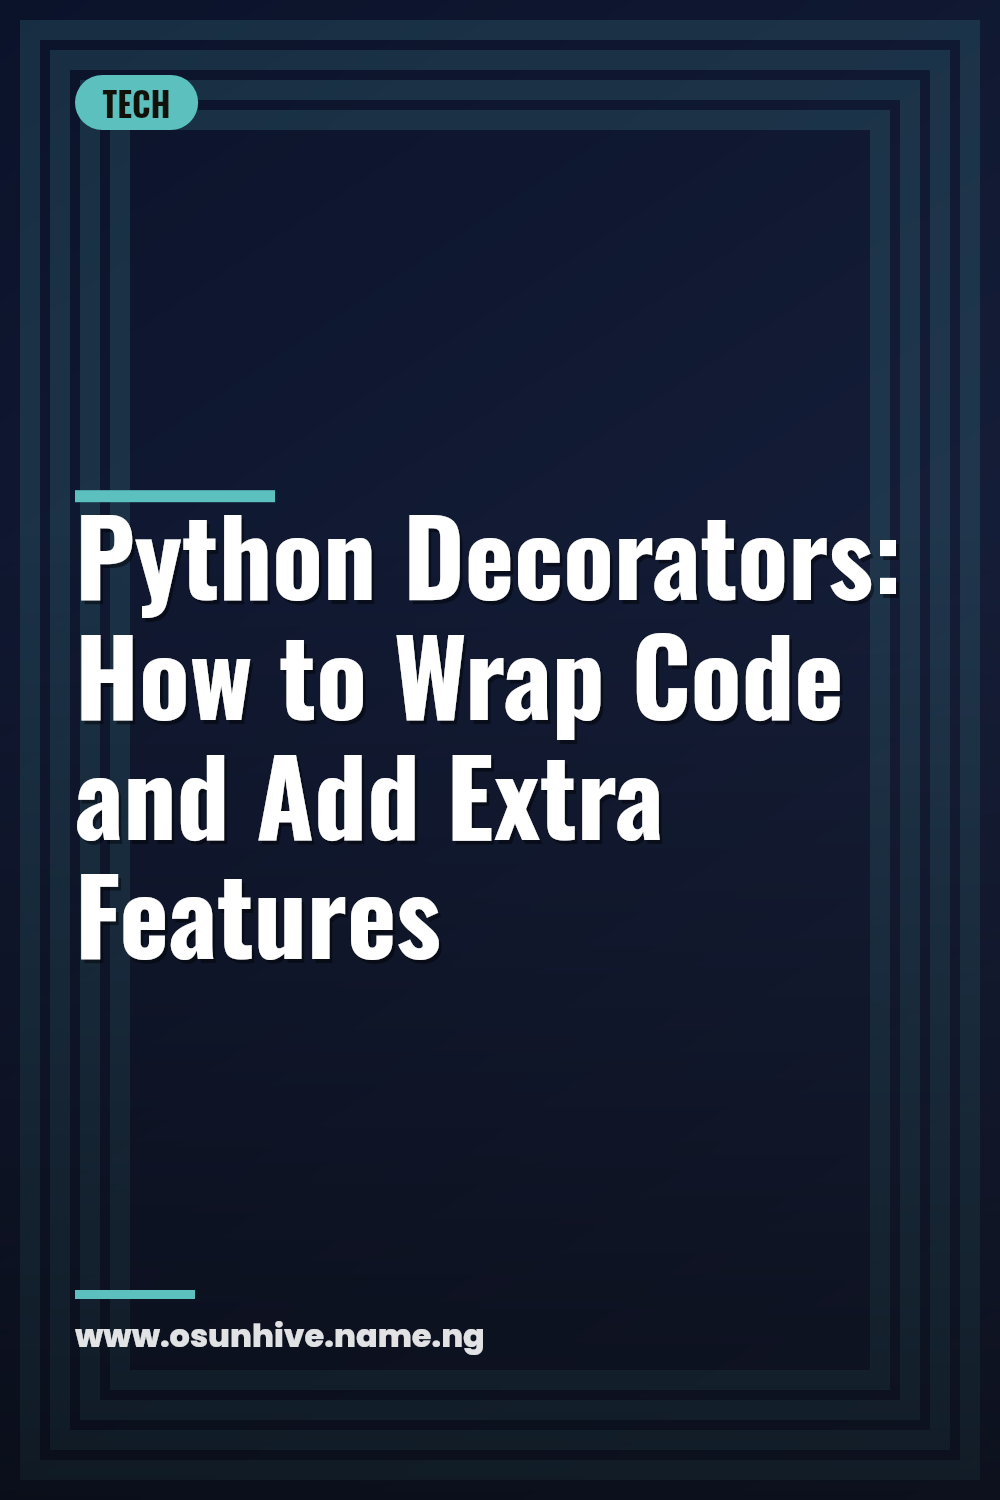 TECH
Python Decorators:
How to Wrap Code
and Add Extra
Features
www.osunhive.name.ng